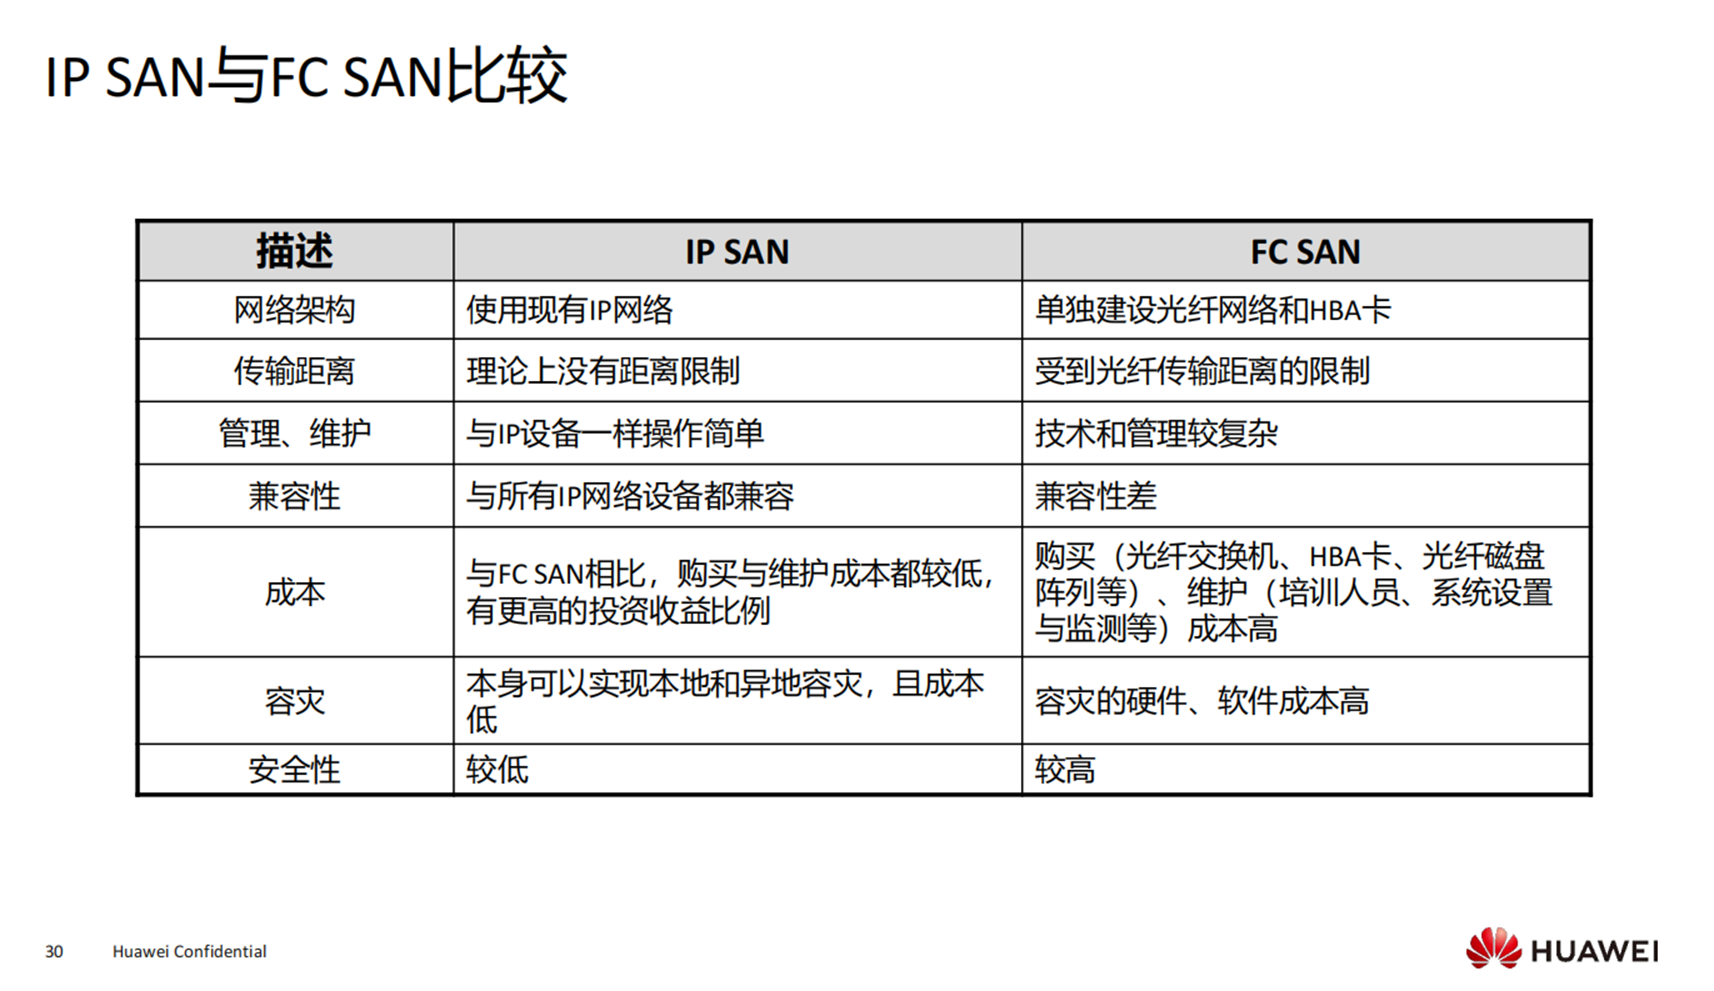 IP SAN与FC SAN比较
描述 IP SAN FC SAN
网络架构 使用现有IP网络 单独建设光纤网络和HBA卡
传输距离 理论上没有距离限制 受到光纤传输距离的限制
管理、维护 与IP设备一样操作简单 技术和管理较复杂
兼容性 与所有IP网络设备都兼容 兼容性差
成本
与FC SAN相比，购买与维护成本都较低，
有更高的投资收益比例
购买（光纤交换机、HBA卡、光纤磁盘
阵列等）、维护（培训人员、系统设置
与监测等）成本高
容灾
本身可以实现本地和异地容灾，且成本
低
容灾的硬件、软件成本高
安全性 较低 较高
30 Huawei Confidential
HUAWEI